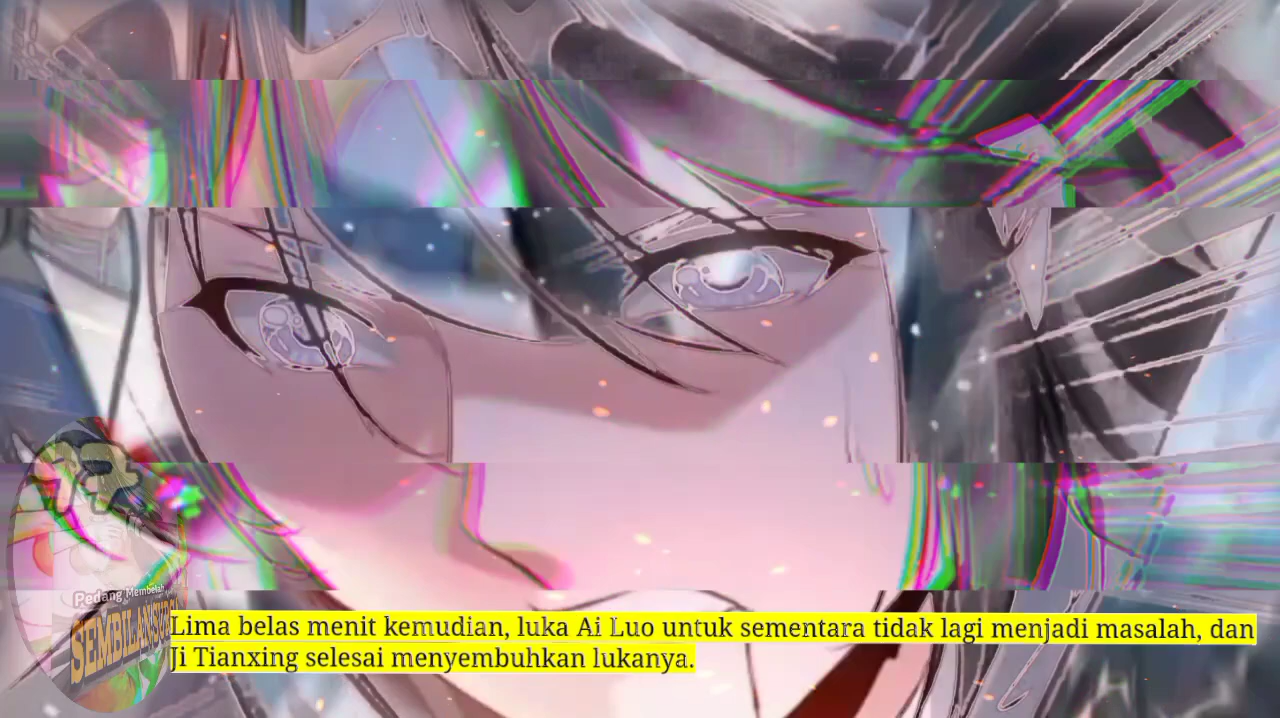 Pedang Membelah
SEMBILAN SURGA
Lima belas menit kemudian, luka Ai Luo untuk sementara tidak lagi menjadi masalah, dan
Ji Tianxing selesai menyembuhkan lukanya.